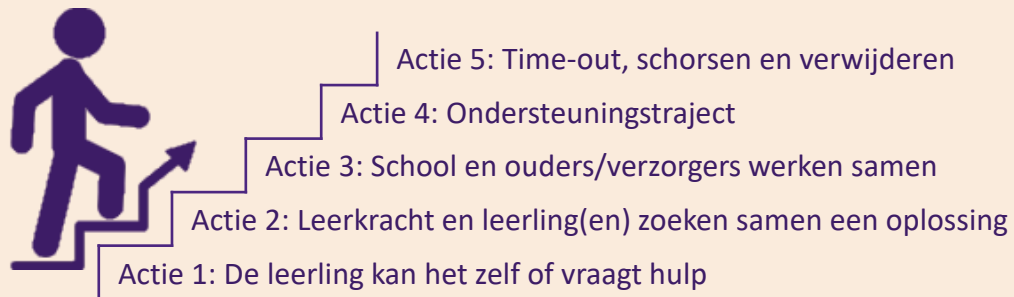 Actie 5: Time-out, schorsen en verwijderen
Actie 4: Ondersteuningstraject
Actie 3: School en ouders/verzorgers werken samen
Actie 2: Leerkracht en leerling(en) zoeken samen een oplossing
Actie 1: De leerling kan het zelf of vraagt hulp